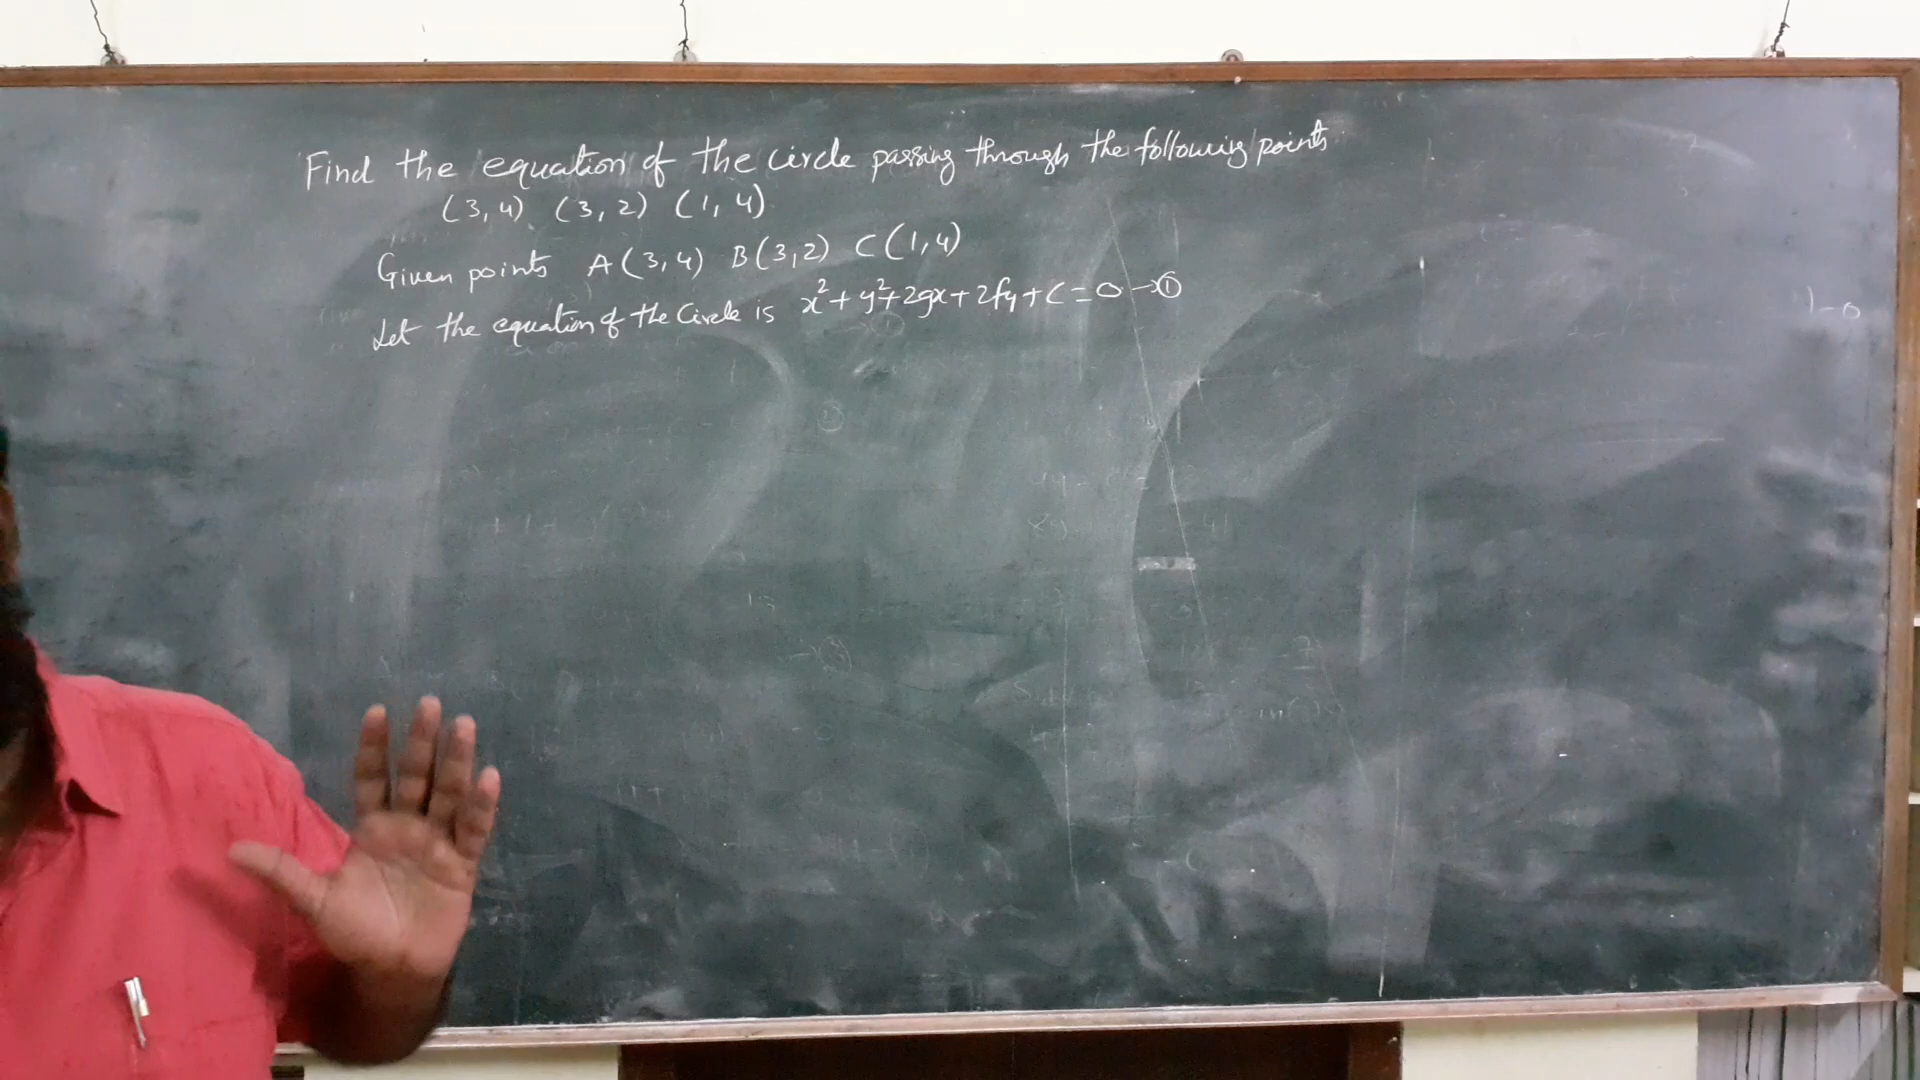 Find the equation of the circle passing through the following points
(3,4) (3,2) (1,4)
Given points A(3,4) B(3,2) C(1,4)
Let the equation of the Circle is x²+y²+2gx+2fy+c=0→①
1-0